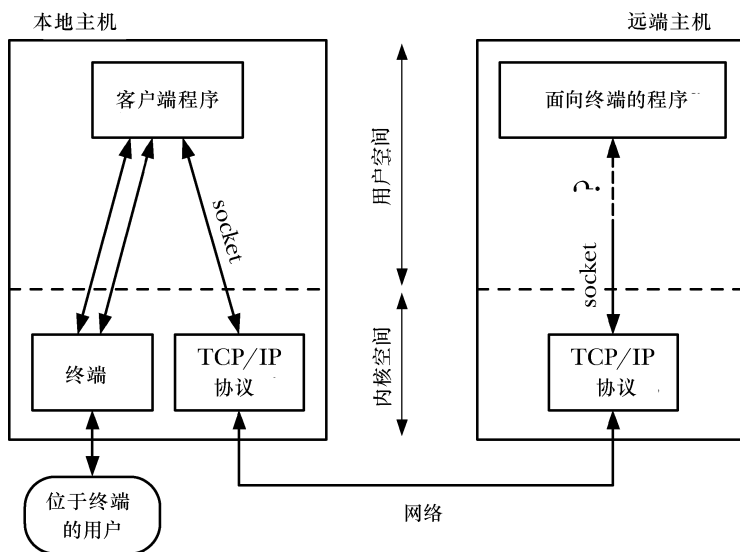 本地主机
远端主机
客户端程序
面向终端的程序
用户空间
?
socket
socket
内核空间
终端
TCP/IP
协议
TCP/IP
协议
位于终端
的用户
网络